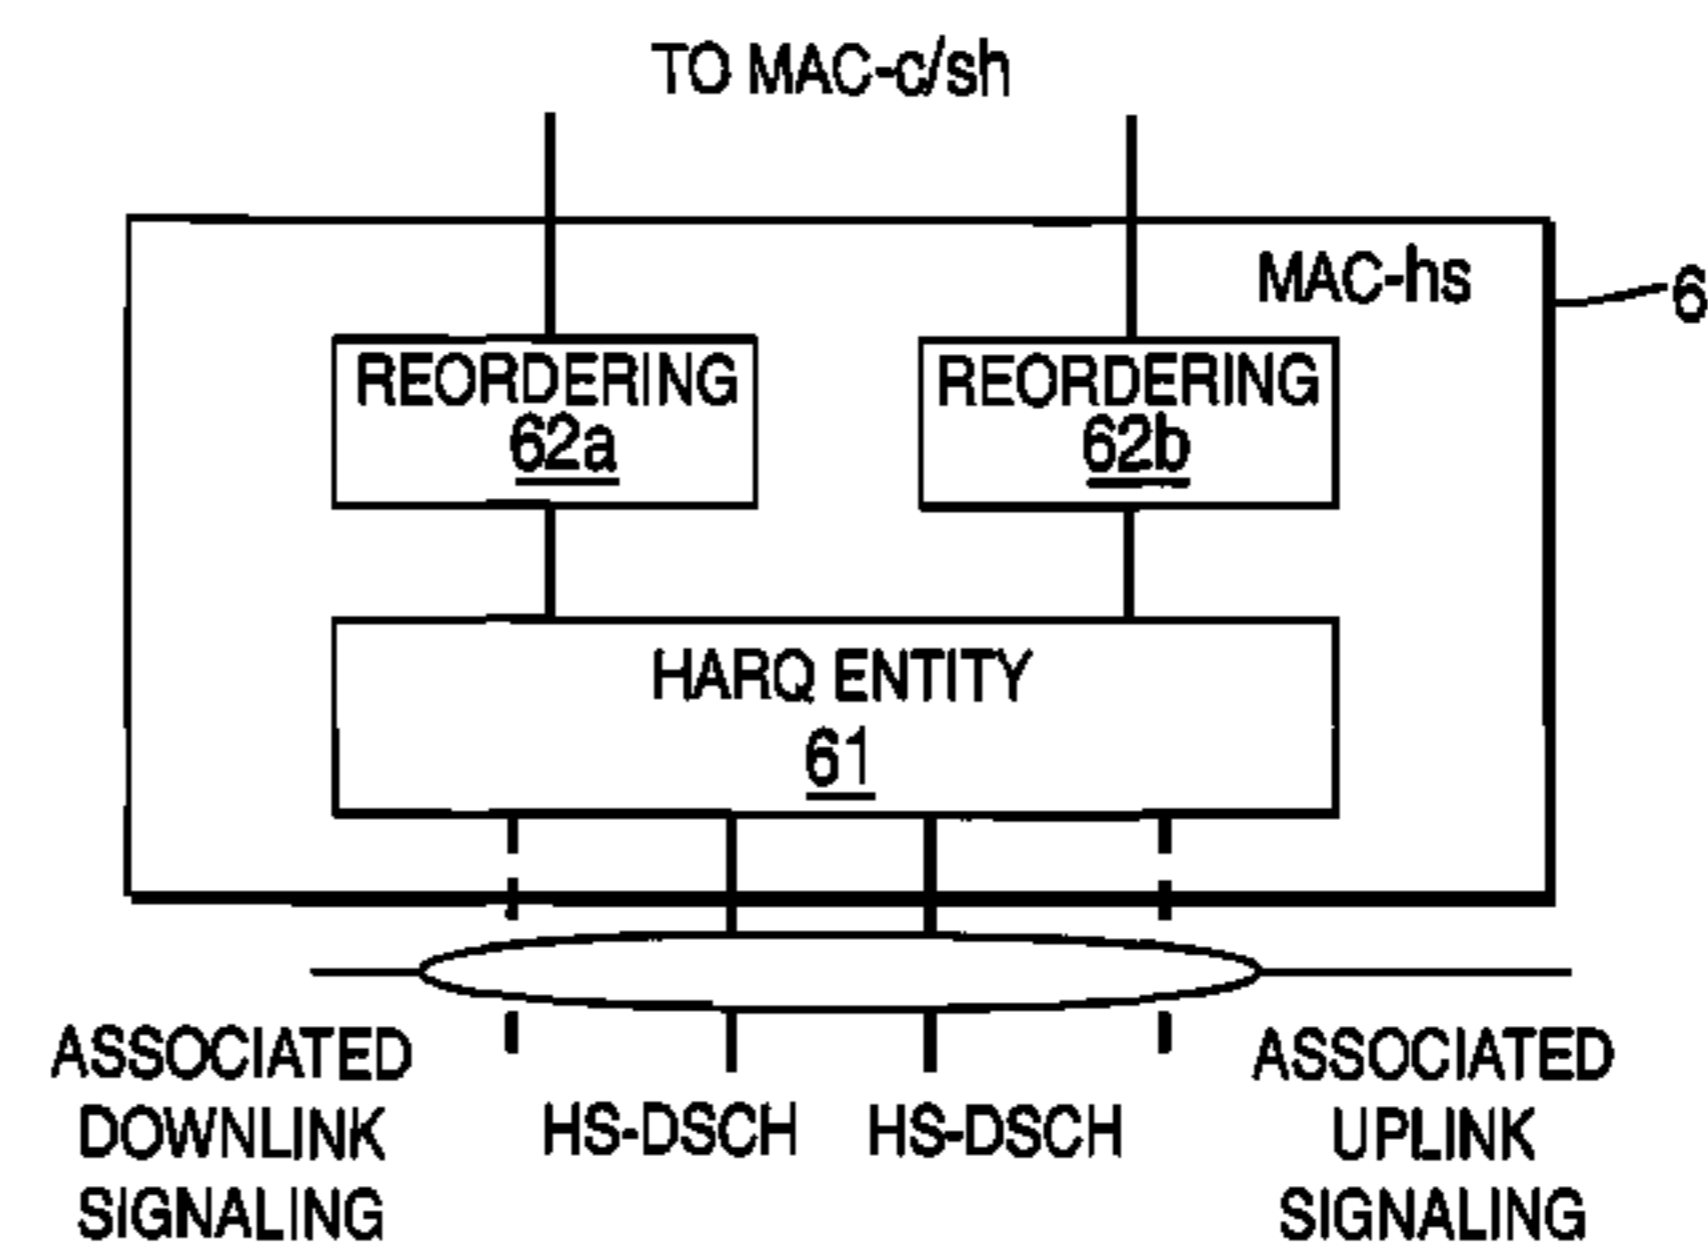 TO MAC-c/sh
MAC-hs
6
REORDERING
62a
REORDERING
62b
HARQ ENTITY
61
ASSOCIATED
DOWNLINK
SIGNALING
HS-DSCH
HS-DSCH
ASSOCIATED
UPLINK
SIGNALING